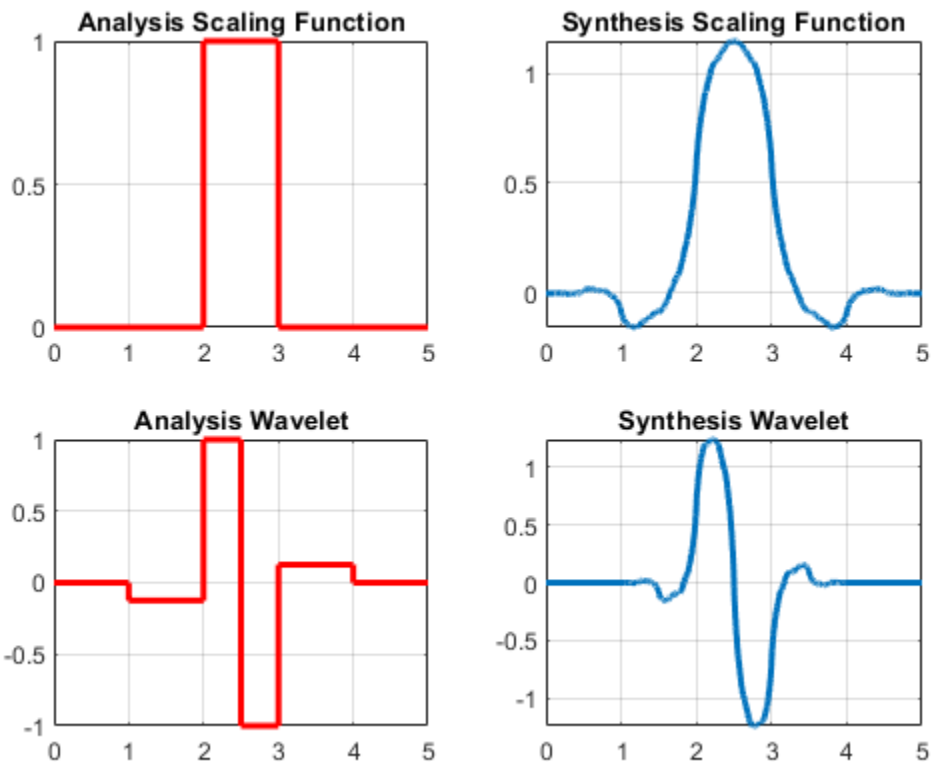 Analysis Scaling Function
Synthesis Scaling Function
1
0.5
0
0 1 2 3 4 5
1
0.5
0
0 1 2 3 4 5
Analysis Wavelet
Synthesis Wavelet
1
0.5
0
-0.5
-1
0 1 2 3 4 5
1
0.5
0
-0.5
-1
0 1 2 3 4 5